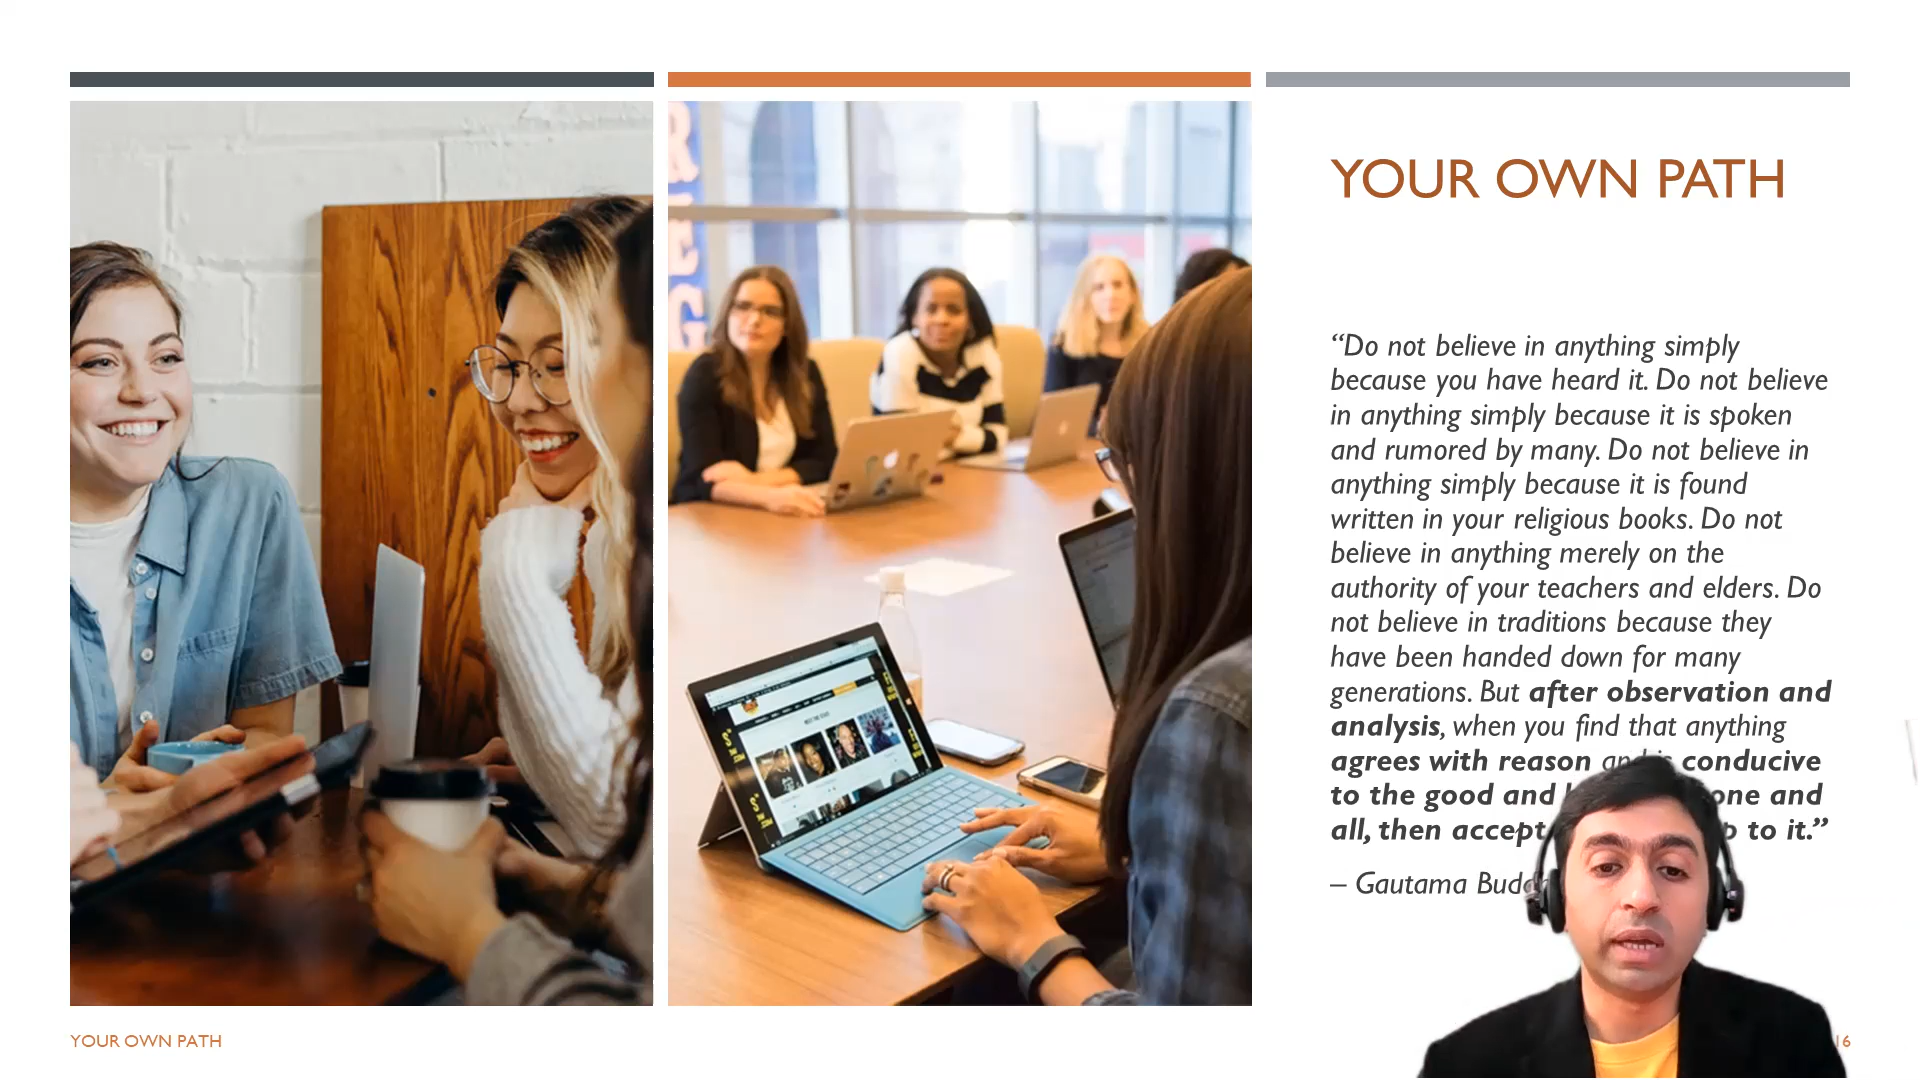 YOUR OWN PATH
“Do not believe in anything simply
because you have heard it. Do not believe
in anything simply because it is spoken
and rumored by many. Do not believe in
anything simply because it is found
written in your religious books. Do not
believe in anything merely on the
authority of your teachers and elders. Do
not believe in traditions because they
have been handed down for many
generations. But after observation and
analysis, when you find that anything
agrees with reason conducive
to the good and one and
all, then accept to it.”
– Gautama
YOUR OWN PATH
16